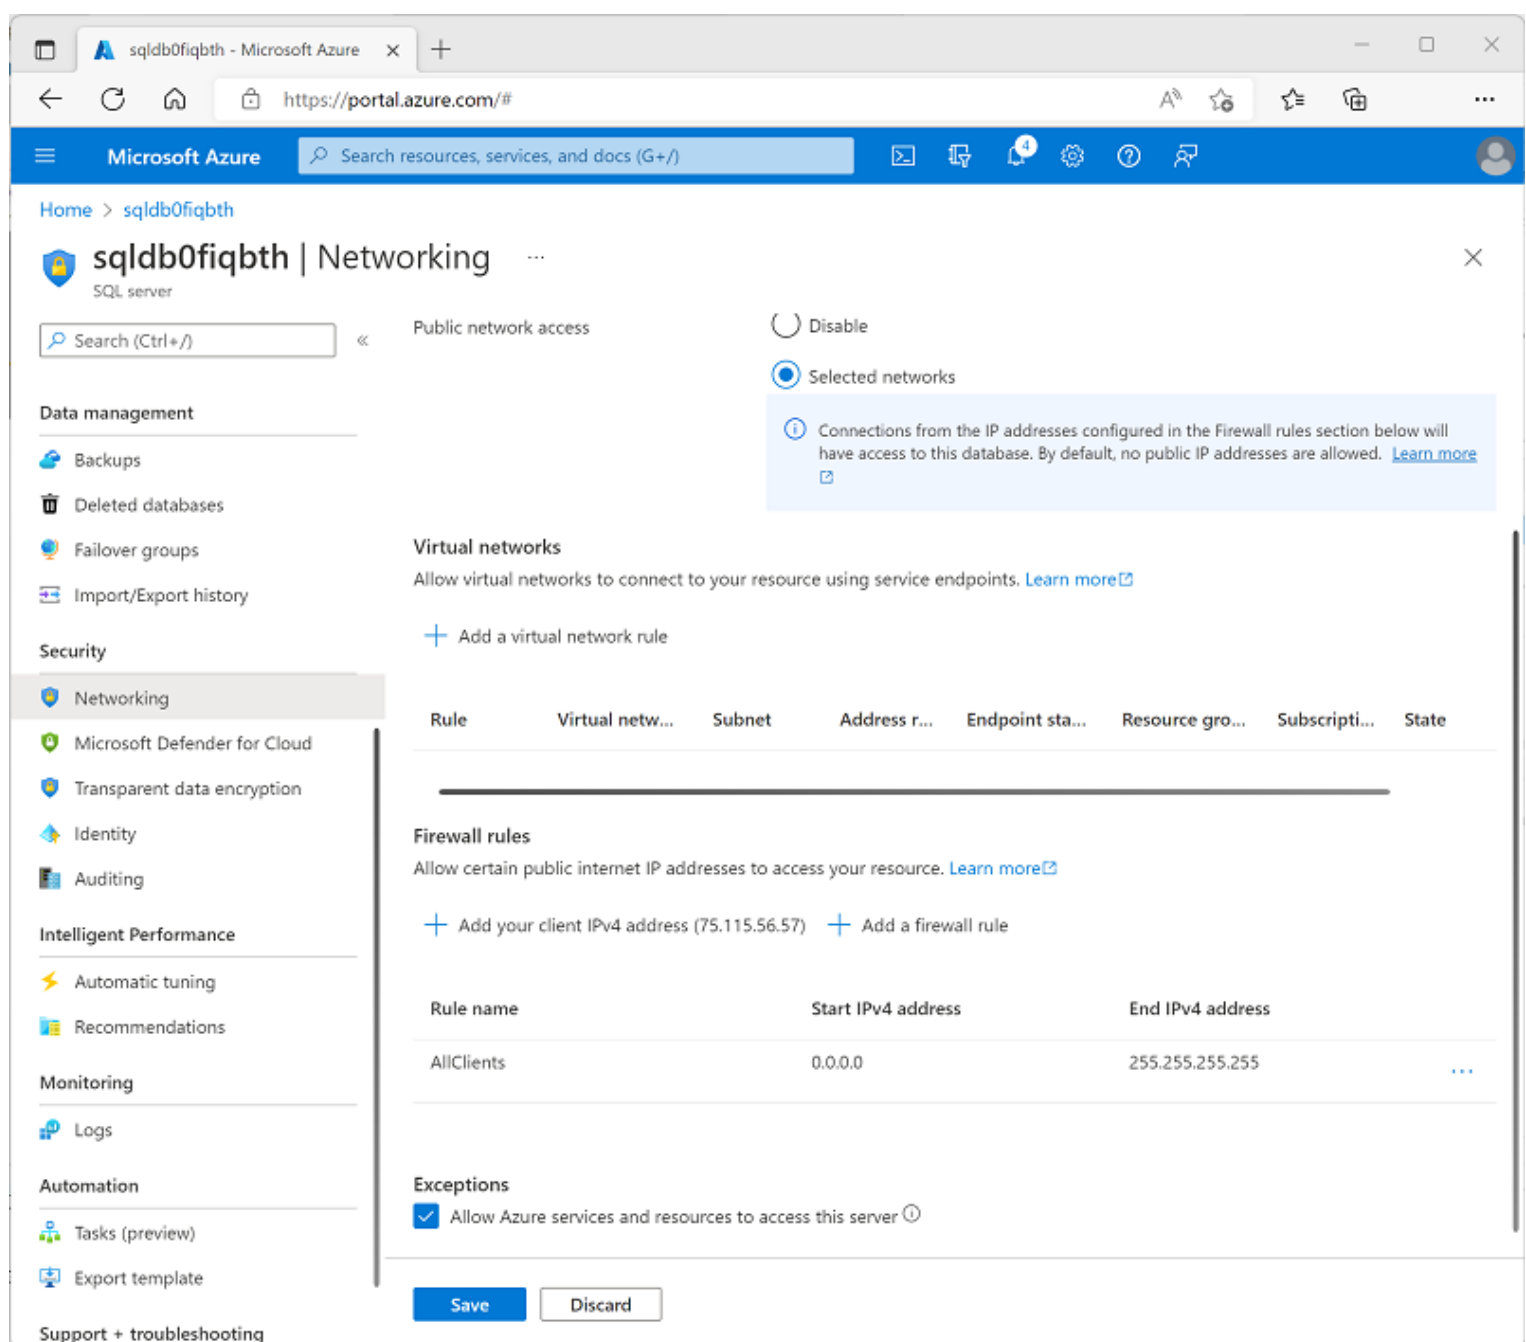 sqldb0fiqbth - Microsoft Azure
https://portal.azure.com/#
Microsoft Azure
Search resources, services, and docs (G+/)
4
Home > sqldb0fiqbth
sqldb0fiqbth | Networking ...
SQL server
Search (Ctrl+/)
«
Data management
Backups
Deleted databases
Failover groups
Import/Export history
Security
Networking
Microsoft Defender for Cloud
Transparent data encryption
Identity
Auditing
Intelligent Performance
Automatic tuning
Recommendations
Monitoring
Logs
Automation
Tasks (preview)
Export template
Support + troubleshooting
Public network access
Disable
Selected networks
Connections from the IP addresses configured in the Firewall rules section below will
have access to this database. By default, no public IP addresses are allowed. Learn more
Virtual networks
Allow virtual networks to connect to your resource using service endpoints. Learn more
+ Add a virtual network rule
Rule Virtual netw... Subnet Address r... Endpoint sta... Resource gro... Subscripti... State
Firewall rules
Allow certain public internet IP addresses to access your resource. Learn more
+ Add your client IPv4 address (75.115.56.57) + Add a firewall rule
Rule name Start IPv4 address End IPv4 address
AllClients 0.0.0.0 255.255.255.255 ...
Exceptions
Allow Azure services and resources to access this server
Save Discard